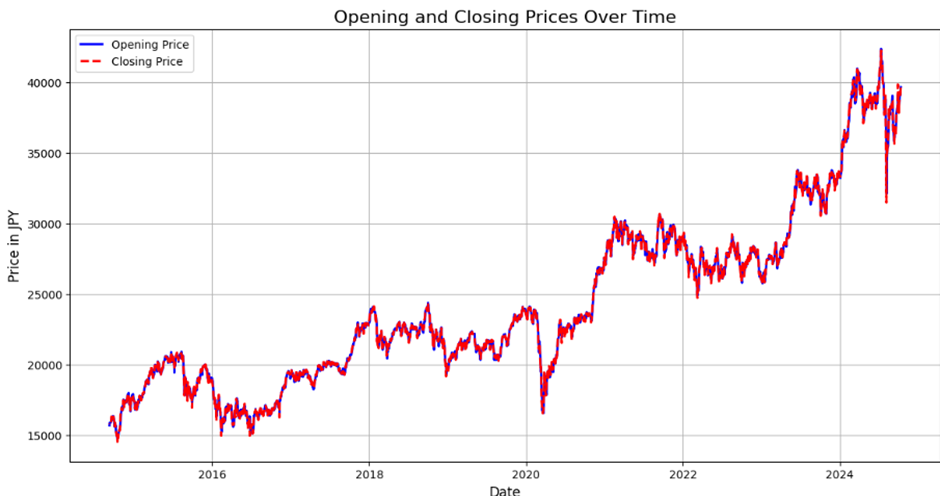 Opening and Closing Prices Over Time
Opening Price
Closing Price
Price in JPY
40000
35000
30000
25000
20000
15000
2016 2018 2020 2022 2024
Date